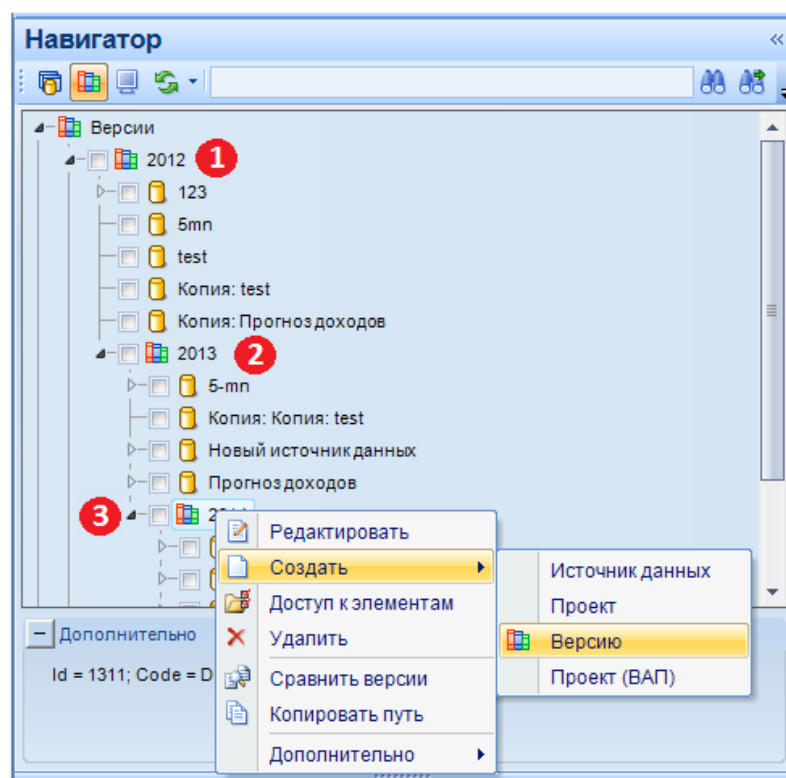 Навигатор
Версии
2012 1
123
5mn
test
Копия: test
Копия: Прогноз доходов
2013 2
5-mn
Копия: Копия: test
Новый источник данных
Прогноз доходов
3
Редактировать
Создать
Источник данных
Доступ к элементам
Проект
Удалить
Версию
Сравнить версии
Проект (ВАП)
Копировать путь
Дополнительно
Дополнительно
Id = 1311; Code = D